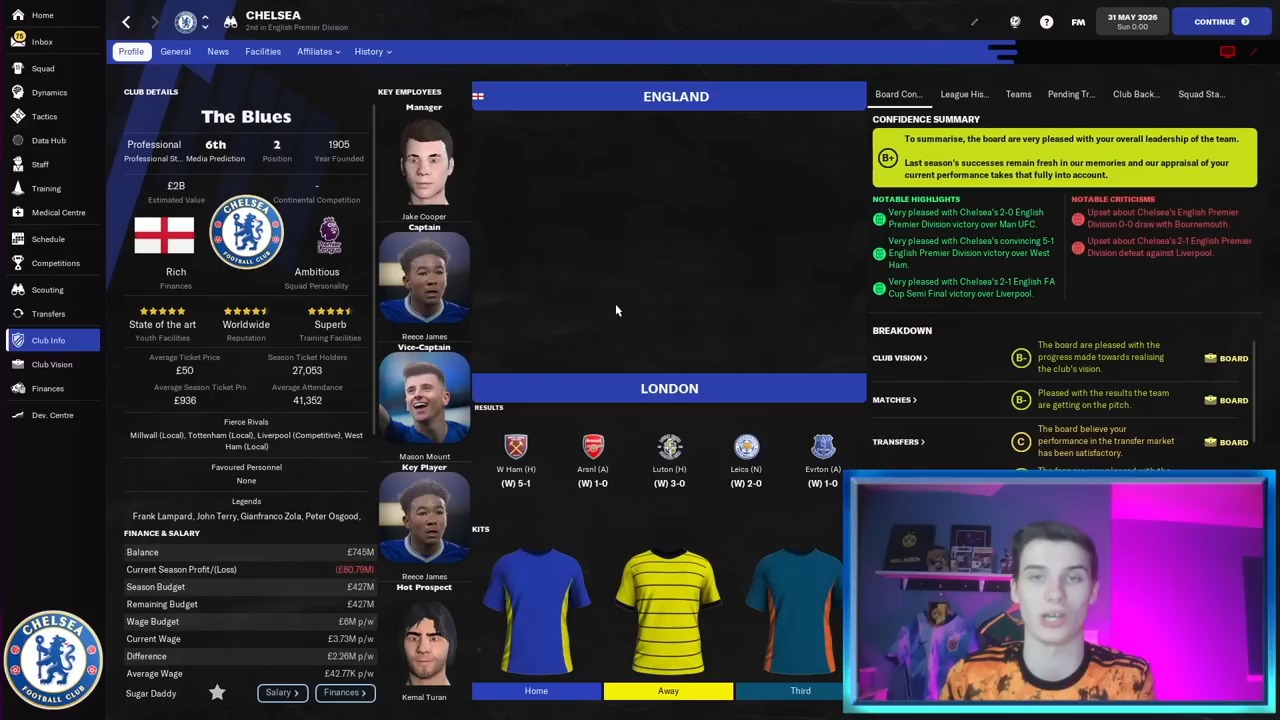 Home
75
Inbox
Squad
Dynamics
Tactics
Data Hub
Staff
Training
Medical Centre
Schedule
Competitions
Scouting
Transfers
Club Info
Club Vision
Finances
Dev. Centre
CHELSEA
2nd in English Premier Division
FM
31 MAY 2026
Sun 0:00
CONTINUE
Profile
General
News
Facilities
Affiliates
History
CLUB DETAILS
The Blues
Professional
6th
2
1905
Professional St...
Media Prediction
Position
Year Founded
£2B
-
Estimated Value
Continental Competition
CHELSEA
FOOTBALL CLUB
Premier League
Rich
Ambitious
Finances
Squad Personality
State of the art
Worldwide
Superb
Youth Facilities
Reputation
Training Facilities
Average Ticket Price
Season Ticket Holders
£50
27,053
Average Season Ticket Pric
Average Attendance
£936
41,352
Fierce Rivals
Millwall (Local), Tottenham (Local), Liverpool (Competitive), West
Ham (Local)
Favoured Personnel
None
Legends
Frank Lampard, John Terry, Gianfranco Zola, Peter Osgood,
FINANCE & SALARY
Balance £745M
Current Season Profit/(Loss) (£80.79M)
Season Budget £427M
Remaining Budget £427M
Wage Budget £6M p/w
Current Wage £3.73M p/w
Difference £2.26M p/w
Average Wage £42.77K p/w
Sugar Daddy
Salary >
Finances >
CHELSEA
FOOTBALL CLUB
KEY EMPLOYEES
Manager
Jake Cooper
Captain
Reece James
Vice-Captain
Mason Mount
Key Player
Reece James
Hot Prospect
Kemal Turan
ENGLAND
LONDON
RESULTS
W Ham (H)
Arsnl (A)
Luton (H)
Leics (N)
Evrton (A)
(W) 5-1
(W) 1-0
(W) 3-0
(W) 2-0
(W) 1-0
KITS
Home
Away
Third
Board Con...
League His...
Teams
Pending Tr...
Club Back...
Squad Sta...
CONFIDENCE SUMMARY
B+
To summarise, the board are very pleased with your overall leadership of the team.
Last season's successes remain fresh in our memories and our appraisal of your
current performance takes that fully into account.
NOTABLE HIGHLIGHTS
Very pleased with Chelsea's 2-0 English
Premier Division victory over Man UFC.
Very pleased with Chelsea's convincing 5-1
English Premier Division victory over West
Ham.
Very pleased with Chelsea's 2-1 English FA
Cup Semi Final victory over Liverpool.
NOTABLE CRITICISMS
Upset about Chelsea's English Premier
Division 0-0 draw with Bournemouth.
Upset about Chelsea's 2-1 English Premier
Division defeat against Liverpool.
BREAKDOWN
CLUB VISION >
B-
The board are pleased with the
progress made towards realising
the club's vision.
BOARD
MATCHES >
B-
Pleased with the results the team
are getting on the pitch.
BOARD
TRANSFERS >
C
The board believe your
performance in the transfer market
has been satisfactory.
BOARD